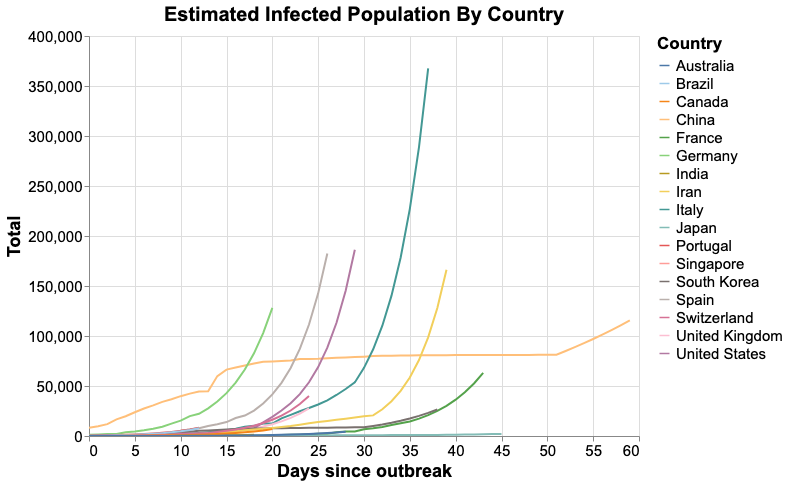 Estimated Infected Population By Country
400,000
350,000
300,000
250,000
200,000
150,000
100,000
50,000
0
Total
0 5 10 15 20 25 30 35 40 45 50 55 60
Days since outbreak
Country
Australia
Brazil
Canada
China
France
Germany
India
Iran
Italy
Japan
Portugal
Singapore
South Korea
Spain
Switzerland
United Kingdom
United States